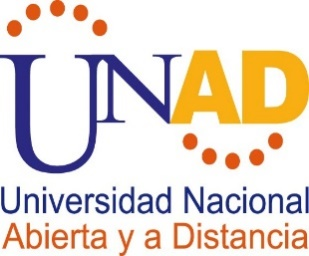 UNAD
Universidad Nacional
Abierta y a Distancia